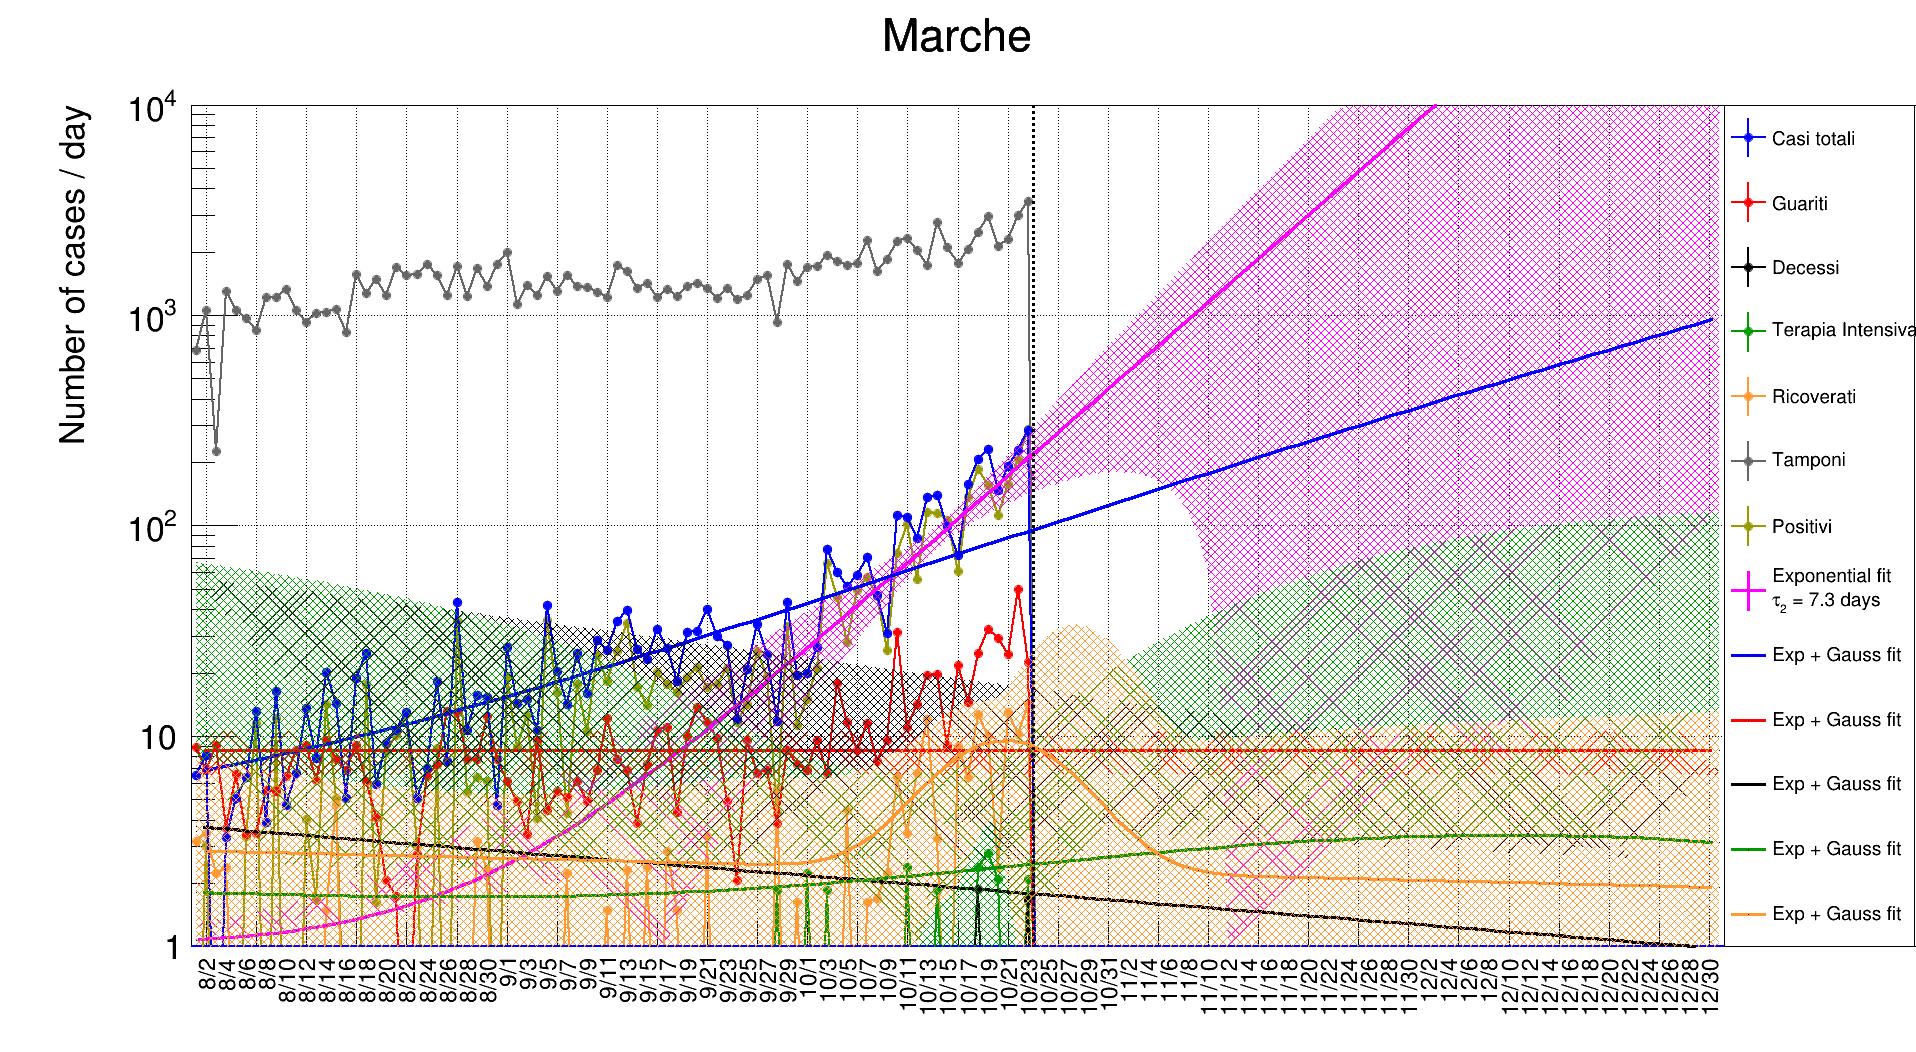 Marche
Number of cases / day
10^4
10^3
10^2
10
1
8/2 8/4 8/6 8/8 8/10 8/12 8/14 8/16 8/18 8/20 8/22 8/24 8/26 8/28 8/30 9/1 9/3 9/5 9/7 9/9 9/11 9/13 9/15 9/17 9/19 9/21 9/23 9/25 9/27 9/29 10/1 10/3 10/5 10/7 10/9 10/11 10/13 10/15 10/17 10/19 10/21 10/23 10/25 10/27 10/29 10/31 11/2 11/4 11/6 11/8 11/10 11/12 11/14 11/16 11/18 11/20 11/22 11/24 11/26 11/28 11/30 12/2 12/4 12/6 12/8 12/10 12/12 12/14 12/16 12/18 12/20 12/22 12/24 12/26 12/28 12/30
Casi totali
Guariti
Decessi
Terapia Intensiva
Ricoverati
Tamponi
Positivi
Exponential fit
τ₂ = 7.3 days
Exp + Gauss fit
Exp + Gauss fit
Exp + Gauss fit
Exp + Gauss fit
Exp + Gauss fit